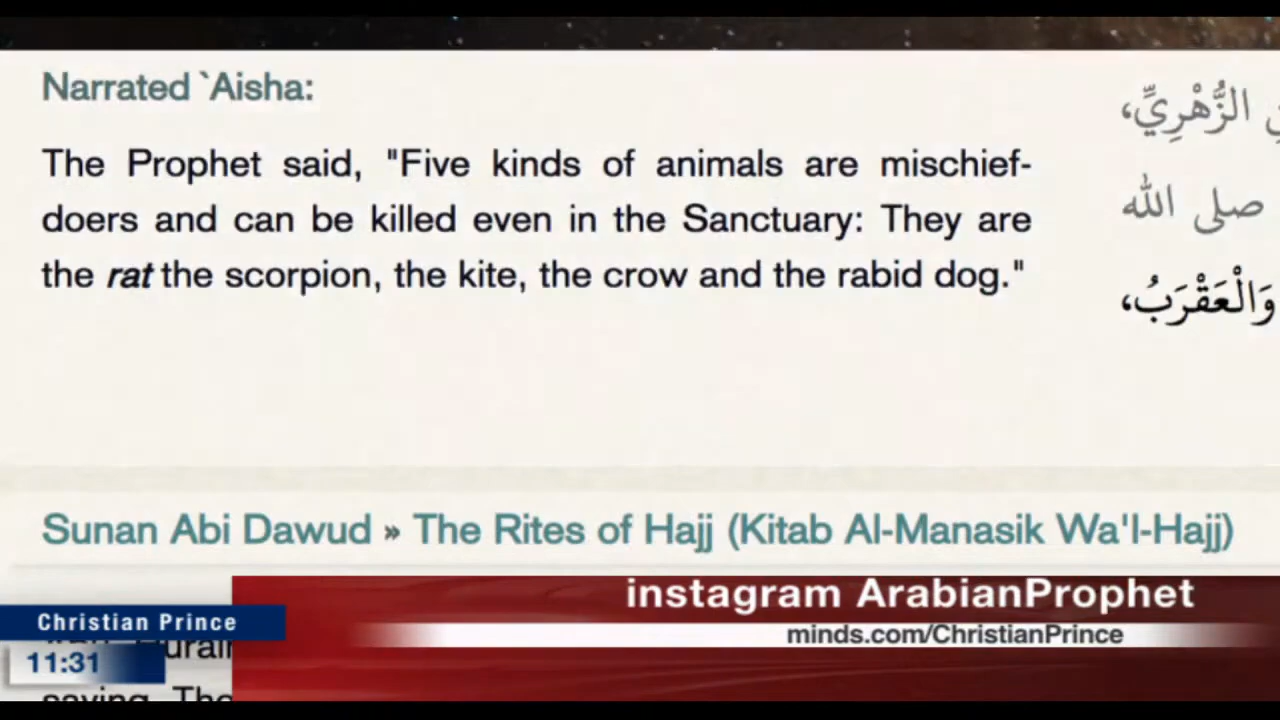 Narrated `Aisha:
الزُّهْرِيِّ،
The Prophet said, "Five kinds of animals are mischief-
doers and can be killed even in the Sanctuary: They are
صلى الله
the rat the scorpion, the kite, the crow and the rabid dog."
وَالْعَقْرَبُ،
Sunan Abi Dawud » The Rites of Hajj (Kitab Al-Manasik Wa'l-Hajj)
instagram ArabianProphet
Christian Prince
minds.com/ChristianPrince
11:31
saying The